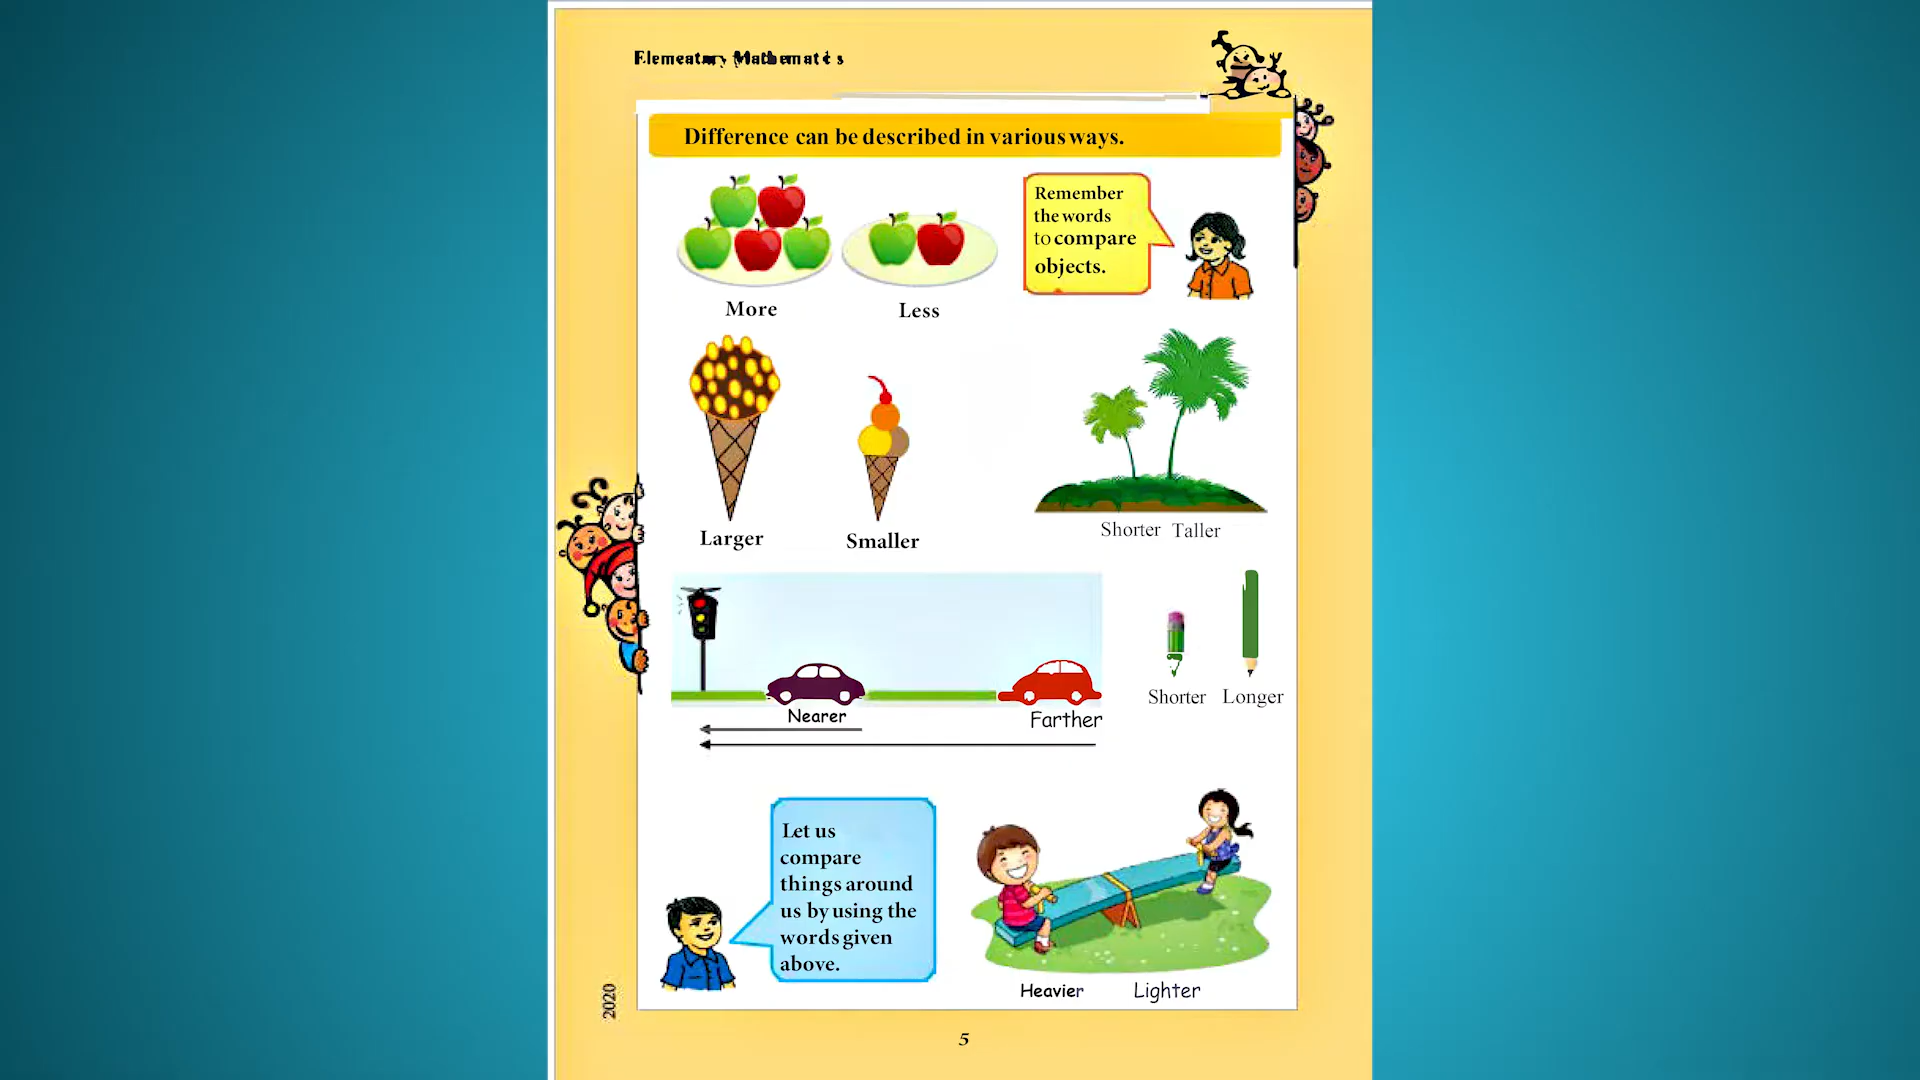 Elementary Mathematics
Difference can be described in various ways.
Remember
the words
to compare
objects.
More
Less
Larger
Smaller
Shorter Taller
Nearer
Farther
Shorter Longer
Let us
compare
things around
us by using the
words given
above.
Heavier Lighter
2020
5